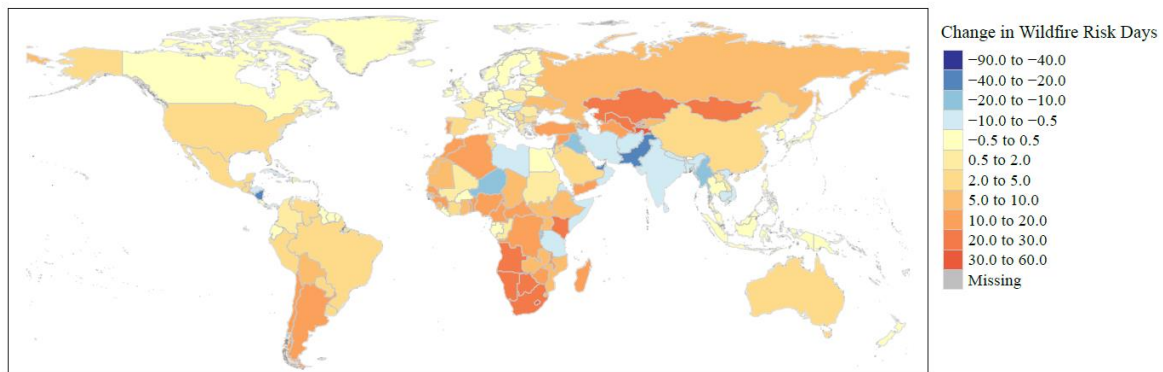 Change in Wildfire Risk Days
−90.0 to −40.0
−40.0 to −20.0
−20.0 to −10.0
−10.0 to −0.5
−0.5 to 0.5
0.5 to 2.0
2.0 to 5.0
5.0 to 10.0
10.0 to 20.0
20.0 to 30.0
30.0 to 60.0
Missing